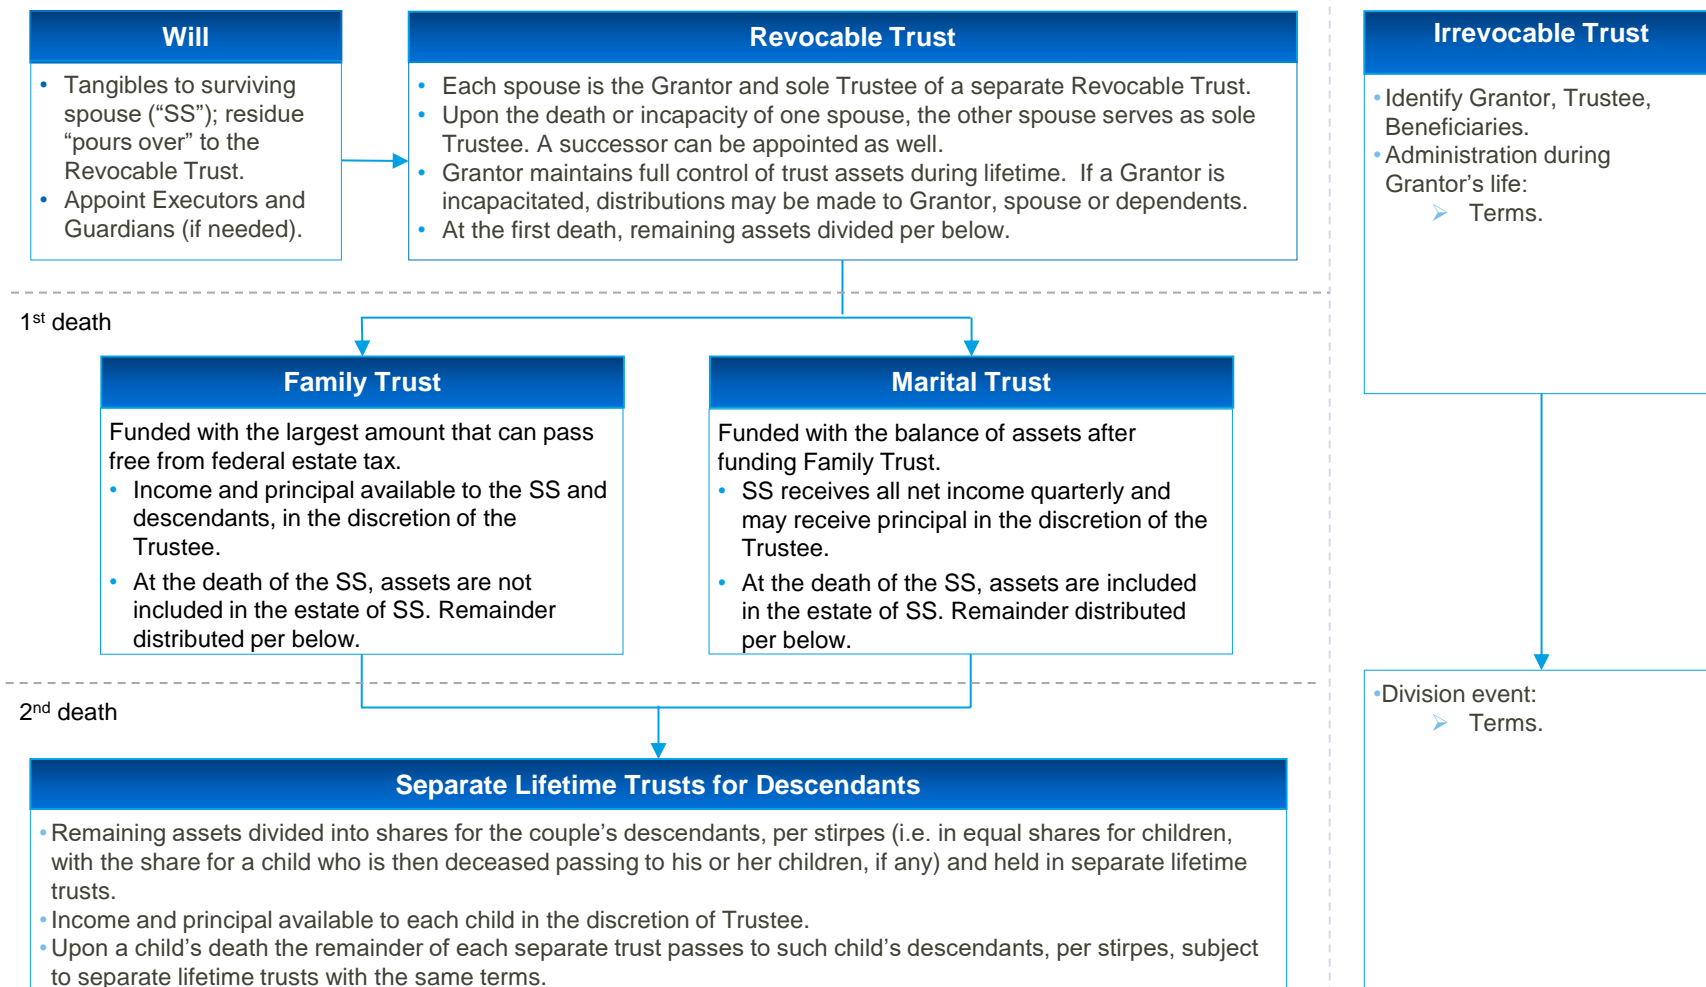 Will
• Tangibles to surviving
spouse (“SS”); residue
“pours over” to the
Revocable Trust.
• Appoint Executors and
Guardians (if needed).
Revocable Trust
• Each spouse is the Grantor and sole Trustee of a separate Revocable Trust.
• Upon the death or incapacity of one spouse, the other spouse serves as sole
Trustee. A successor can be appointed as well.
• Grantor maintains full control of trust assets during lifetime.  If a Grantor is
incapacitated, distributions may be made to Grantor, spouse or dependents.
• At the first death, remaining assets divided per below.
Irrevocable Trust
• Identify Grantor, Trustee,
Beneficiaries.
• Administration during
Grantor’s life:
➢ Terms.
1st death
Family Trust
Funded with the largest amount that can pass
free from federal estate tax.
• Income and principal available to the SS and
descendants, in the discretion of the
Trustee.
• At the death of the SS, assets are not
included in the estate of SS. Remainder
distributed per below.
Marital Trust
Funded with the balance of assets after
funding Family Trust.
• SS receives all net income quarterly and
may receive principal in the discretion of the
Trustee.
• At the death of the SS, assets are included
in the estate of SS. Remainder distributed
per below.
•Division event:
➢ Terms.
2nd death
Separate Lifetime Trusts for Descendants
• Remaining assets divided into shares for the couple’s descendants, per stirpes (i.e. in equal shares for children,
with the share for a child who is then deceased passing to his or her children, if any) and held in separate lifetime
trusts.
• Income and principal available to each child in the discretion of Trustee.
• Upon a child’s death the remainder of each separate trust passes to such child’s descendants, per stirpes, subject
to separate lifetime trusts with the same terms.